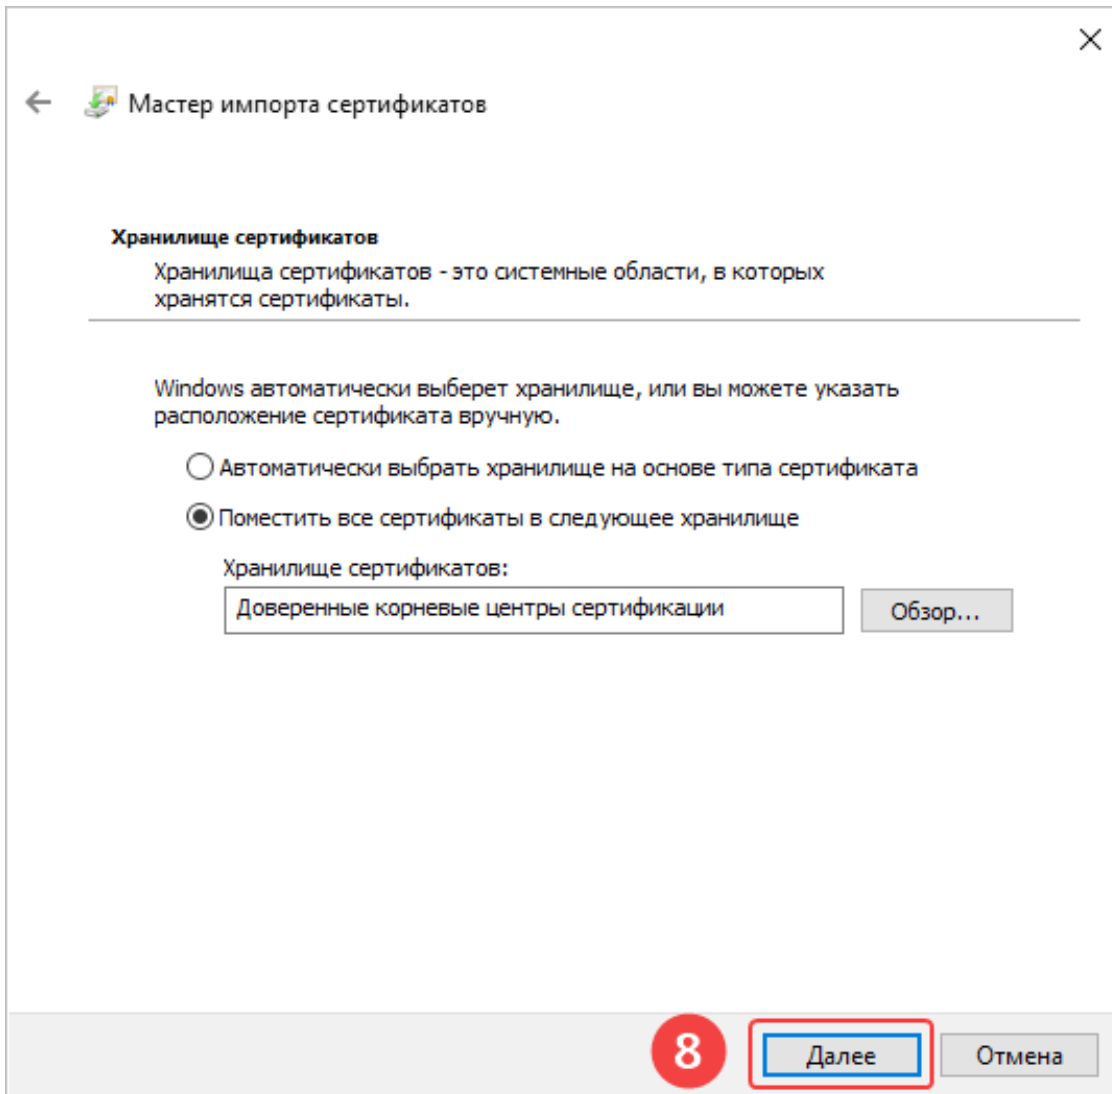 Мастер импорта сертификатов
Хранилище сертификатов
Хранилища сертификатов - это системные области, в которых
хранятся сертификаты.
Windows автоматически выберет хранилище, или вы можете указать
расположение сертификата вручную.
Автоматически выбрать хранилище на основе типа сертификата
Поместить все сертификаты в следующее хранилище
Хранилище сертификатов:
Доверенные корневые центры сертификации
Обзор...
8
Далее
Отмена